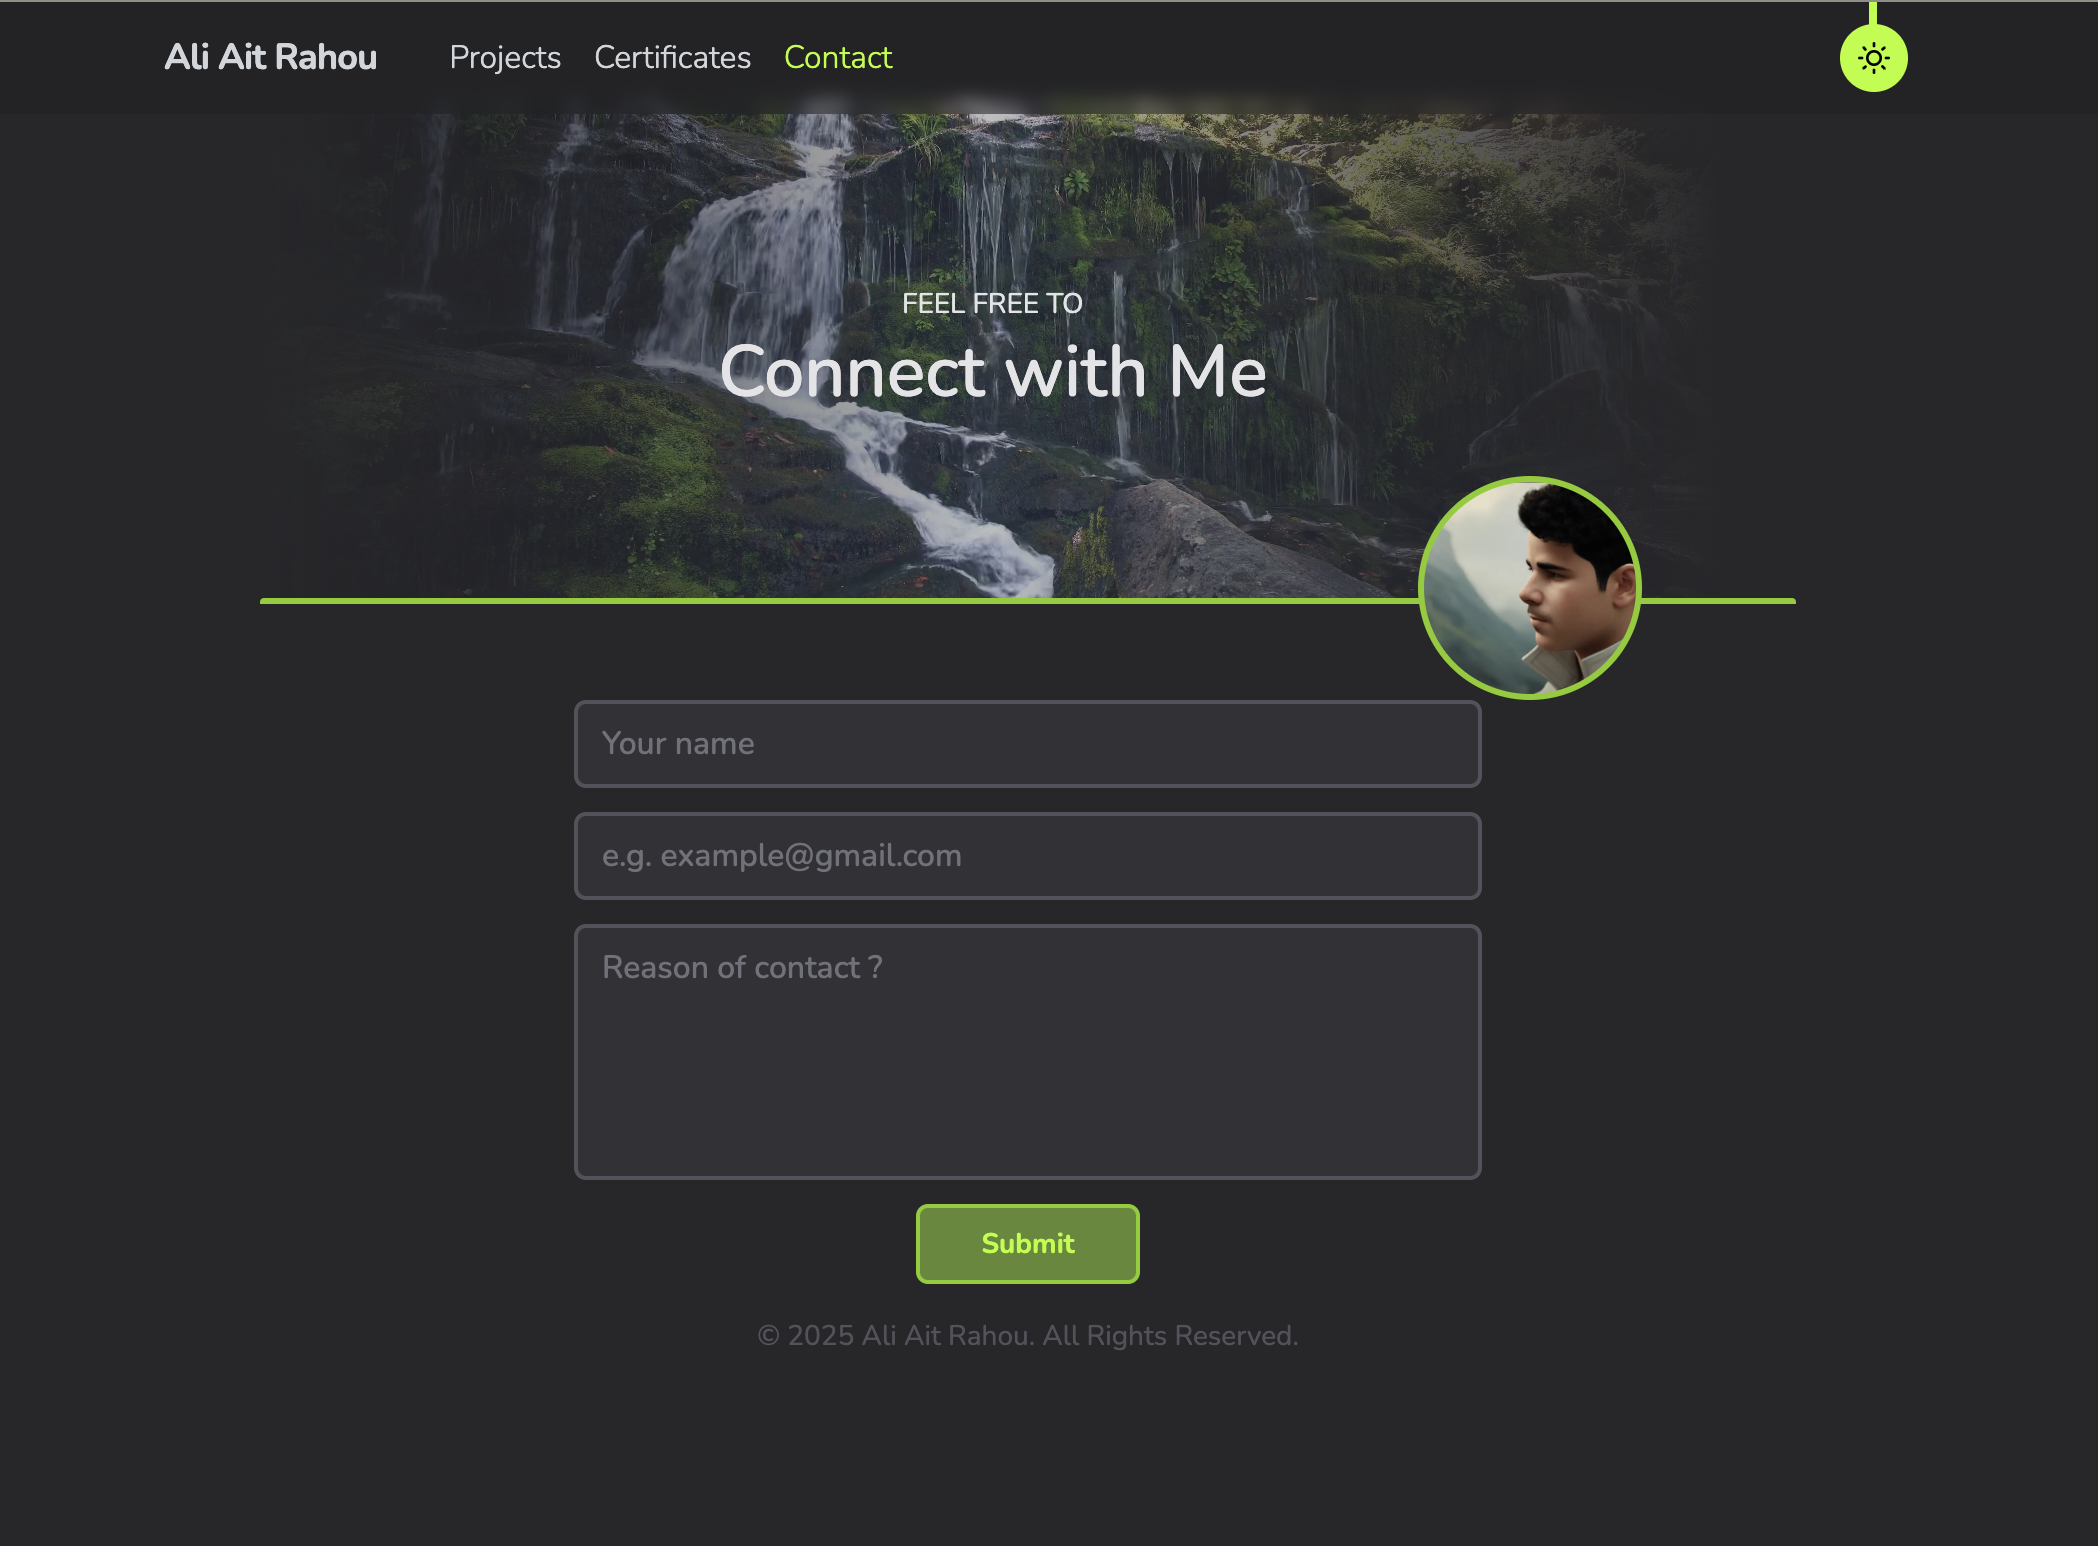 Ali Ait Rahou
Projects
Certificates
Contact
FEEL FREE TO
Connect with Me
Your name
e.g. example@gmail.com
Reason of contact ?
Submit
© 2025 Ali Ait Rahou. All Rights Reserved.